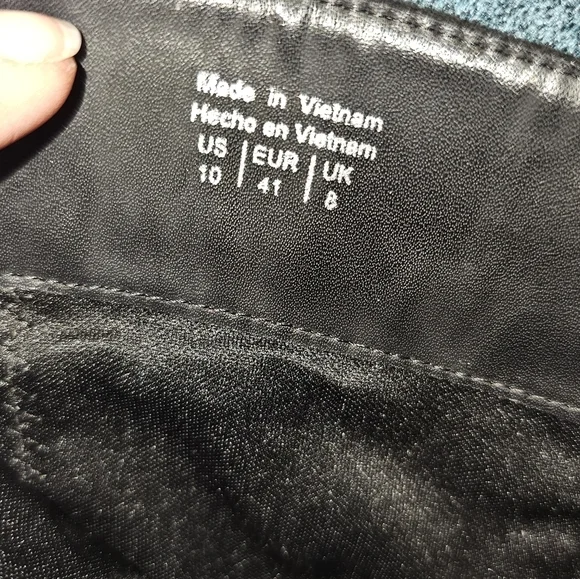 Made in Vietnam
Hecho en Vietnam
US | EUR | UK
10 | 41 | 8